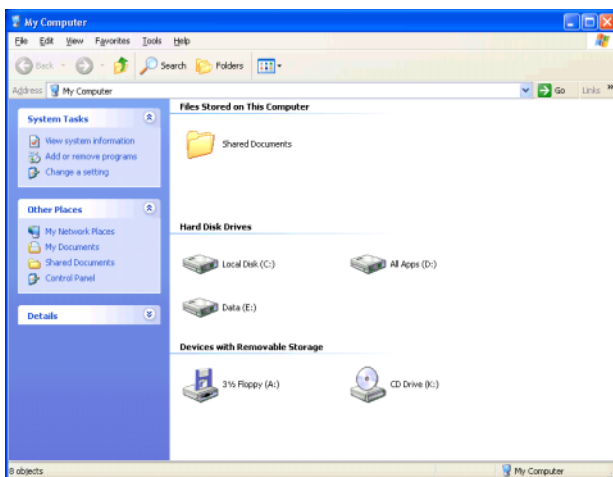 My Computer
File Edit View Favorites Tools Help
Back Search Folders
Address My Computer Go Links »
System Tasks
View system information
Add or remove programs
Change a setting
Other Places
My Network Places
My Documents
Shared Documents
Control Panel
Details
Files Stored on This Computer
Shared Documents
Hard Disk Drives
Local Disk (C:) All Apps (D:)
Data (E:)
Devices with Removable Storage
3½ Floppy (A:) CD Drive (K:)
8 objects My Computer